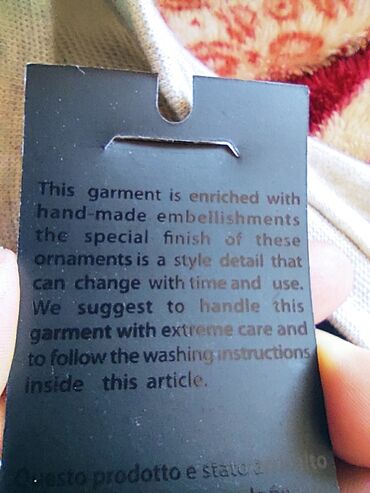 This garment is enriched with
hand-made embellishments
the special finish of these
ornaments is a style detail that
can change with time and use.
We suggest to handle this
garment with extreme care and
to follow the washing instructions
inside this article.
Questo prodotto è stato